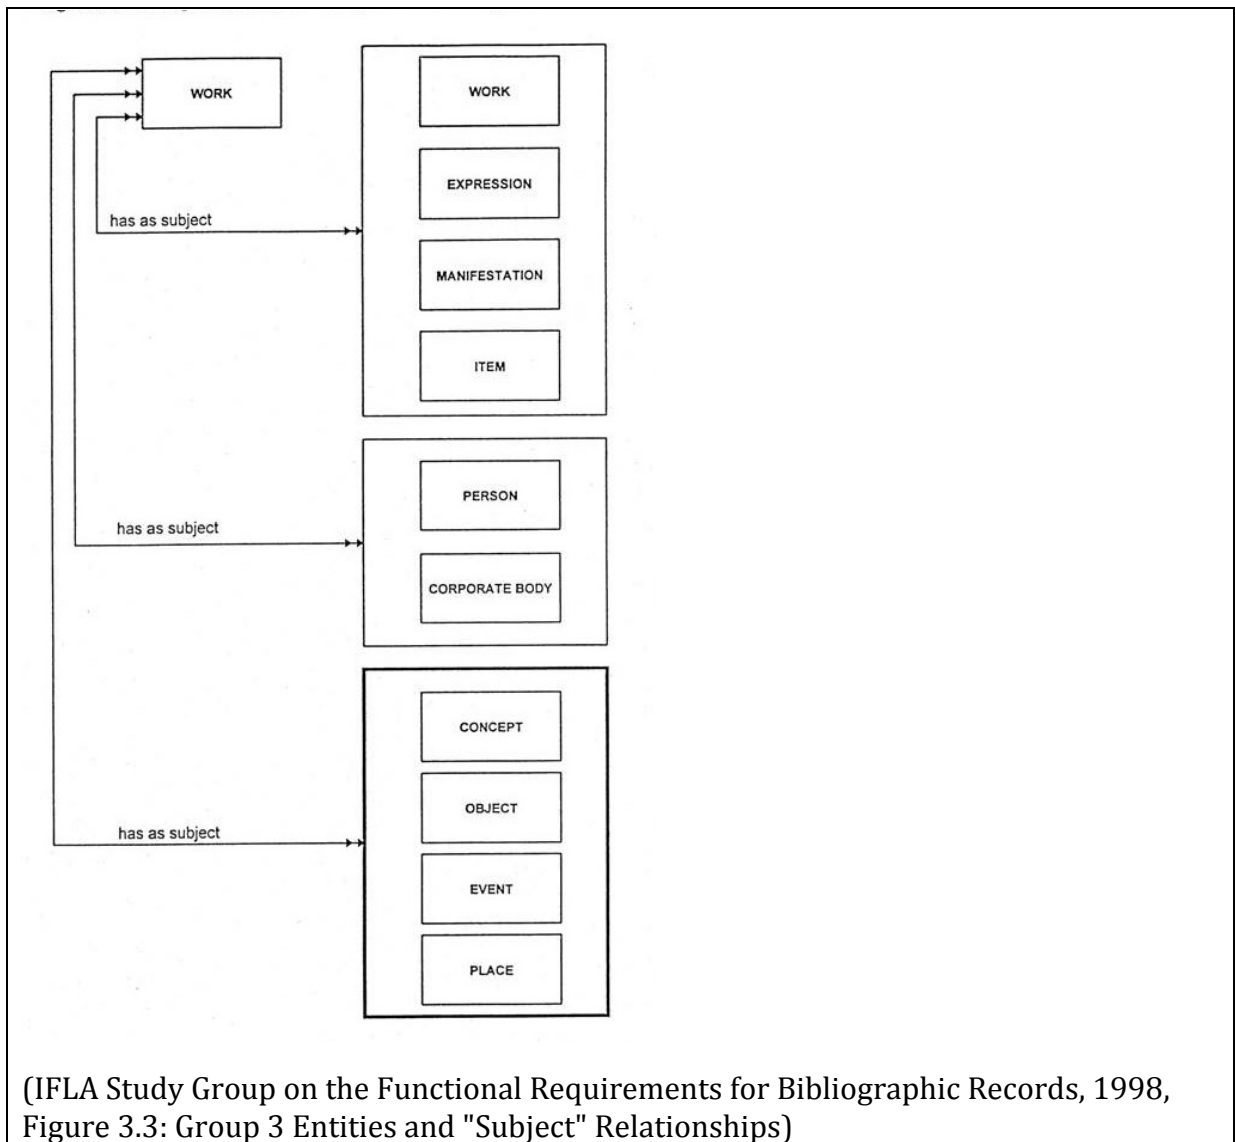 WORK
WORK
EXPRESSION
MANIFESTATION
ITEM
has as subject
PERSON
CORPORATE BODY
has as subject
CONCEPT
OBJECT
EVENT
PLACE
has as subject
(IFLA Study Group on the Functional Requirements for Bibliographic Records, 1998,
Figure 3.3: Group 3 Entities and "Subject" Relationships)